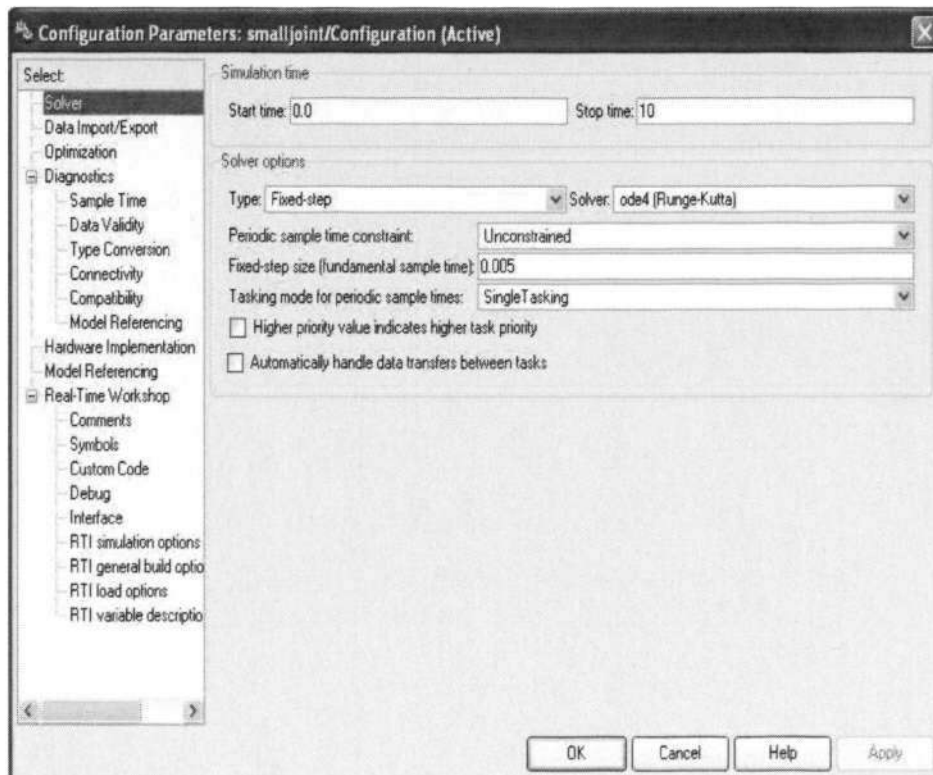 Configuration Parameters: smalljoint/Configuration (Active)
Select:
Solver
Data Import/Export
Optimization
Diagnostics
Sample Time
Data Validity
Type Conversion
Connectivity
Compatibility
Model Referencing
Hardware Implementation
Model Referencing
Real-Time Workshop
Comments
Symbols
Custom Code
Debug
Interface
RTI simulation options
RTI general build optio
RTI load options
RTI variable descriptio
Simulation time
Start time: 0.0 Stop time: 10
Solver options
Type: Fixed-step Solver: ode4 (Runge-Kutta)
Periodic sample time constraint: Unconstrained
Fixed-step size (fundamental sample time): 0.005
Tasking mode for periodic sample times: SingleTasking
Higher priority value indicates higher task priority
Automatically handle data transfers between tasks
OK Cancel Help Apply